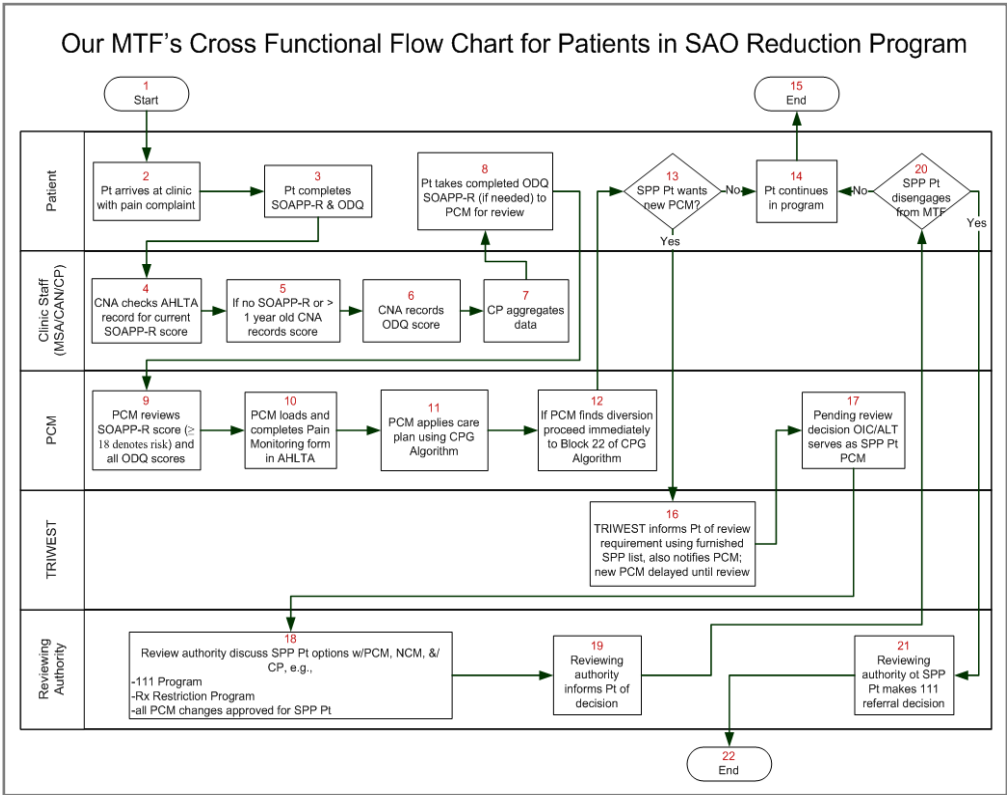 Our MTF's Cross Functional Flow Chart for Patients in SAO Reduction Program
1
Start
15
End
Patient
2
Pt arrives at clinic
with pain complaint
3
Pt completes
SOAPP-R & ODQ
8
Pt takes completed ODQ
SOAPP-R (if needed) to
PCM for review
13
SPP Pt wants
new PCM?
No
Yes
14
Pt continues
in program
No
20
SPP Pt
disengages
from MTF
Yes
Clinic Staff
(MSA/CAN/CP)
4
CNA checks AHLTA
record for current
SOAPP-R score
5
If no SOAPP-R or >
1 year old CNA
records score
6
CNA records
ODQ score
7
CP aggregates
data
PCM
9
PCM reviews
SOAPP-R score (≥
18 denotes risk) and
all ODQ scores
10
PCM loads and
completes Pain
Monitoring form
in AHLTA
11
PCM applies care
plan using CPG
Algorithm
12
If PCM finds diversion
proceed immediately
to Block 22 of CPG
Algorithm
17
Pending review
decision OIC/ALT
serves as SPP Pt
PCM
TRIWEST
16
TRIWEST informs Pt of review
requirement using furnished
SPP list, also notifies PCM;
new PCM delayed until review
Reviewing
Authority
18
Review authority discuss SPP Pt options w/PCM, NCM, &/
CP, e.g.,
-111 Program
-Rx Restriction Program
-all PCM changes approved for SPP Pt
19
Reviewing
authority
informs Pt of
decision
21
Reviewing
authority ot SPP
Pt makes 111
referral decision
22
End